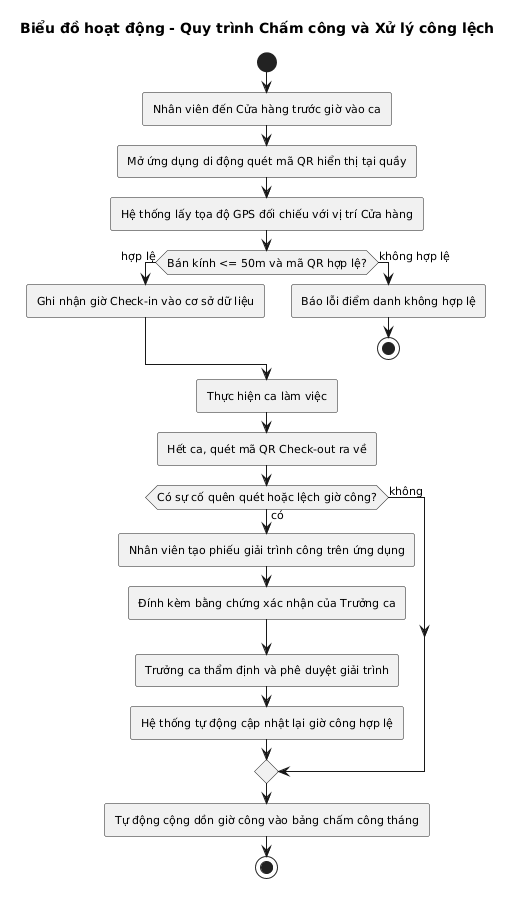 Biểu đồ hoạt động - Quy trình Chấm công và Xử lý công lệch
Nhân viên đến Cửa hàng trước giờ vào ca
Mở ứng dụng di động quét mã QR hiển thị tại quầy
Hệ thống lấy tọa độ GPS đối chiếu với vị trí Cửa hàng
hợp lệ
Bán kính <= 50m và mã QR hợp lệ?
không hợp lệ
Ghi nhận giờ Check-in vào cơ sở dữ liệu
Báo lỗi điểm danh không hợp lệ
Thực hiện ca làm việc
Hết ca, quét mã QR Check-out ra về
Có sự cố quên quét hoặc lệch giờ công?
không
có
Nhân viên tạo phiếu giải trình công trên ứng dụng
Đính kèm bằng chứng xác nhận của Trưởng ca
Trưởng ca thẩm định và phê duyệt giải trình
Hệ thống tự động cập nhật lại giờ công hợp lệ
Tự động cộng dồn giờ công vào bảng chấm công tháng